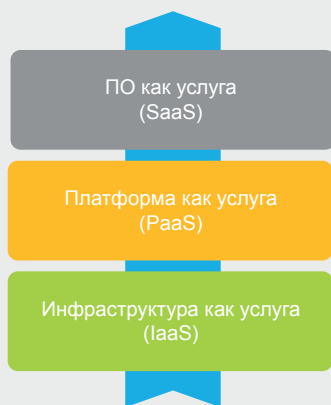 ПО как услуга
(SaaS)
Платформа как услуга
(PaaS)
Инфраструктура как услуга
(IaaS)